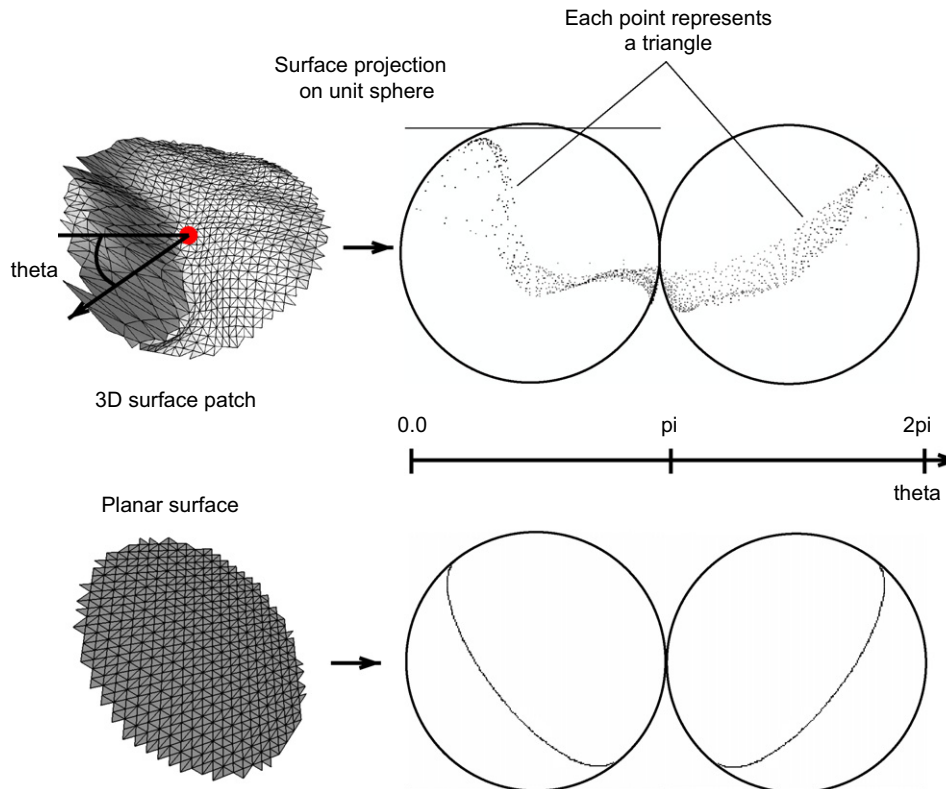 Each point represents
a triangle
Surface projection
on unit sphere
theta
3D surface patch
0.0 pi 2pi
theta
Planar surface